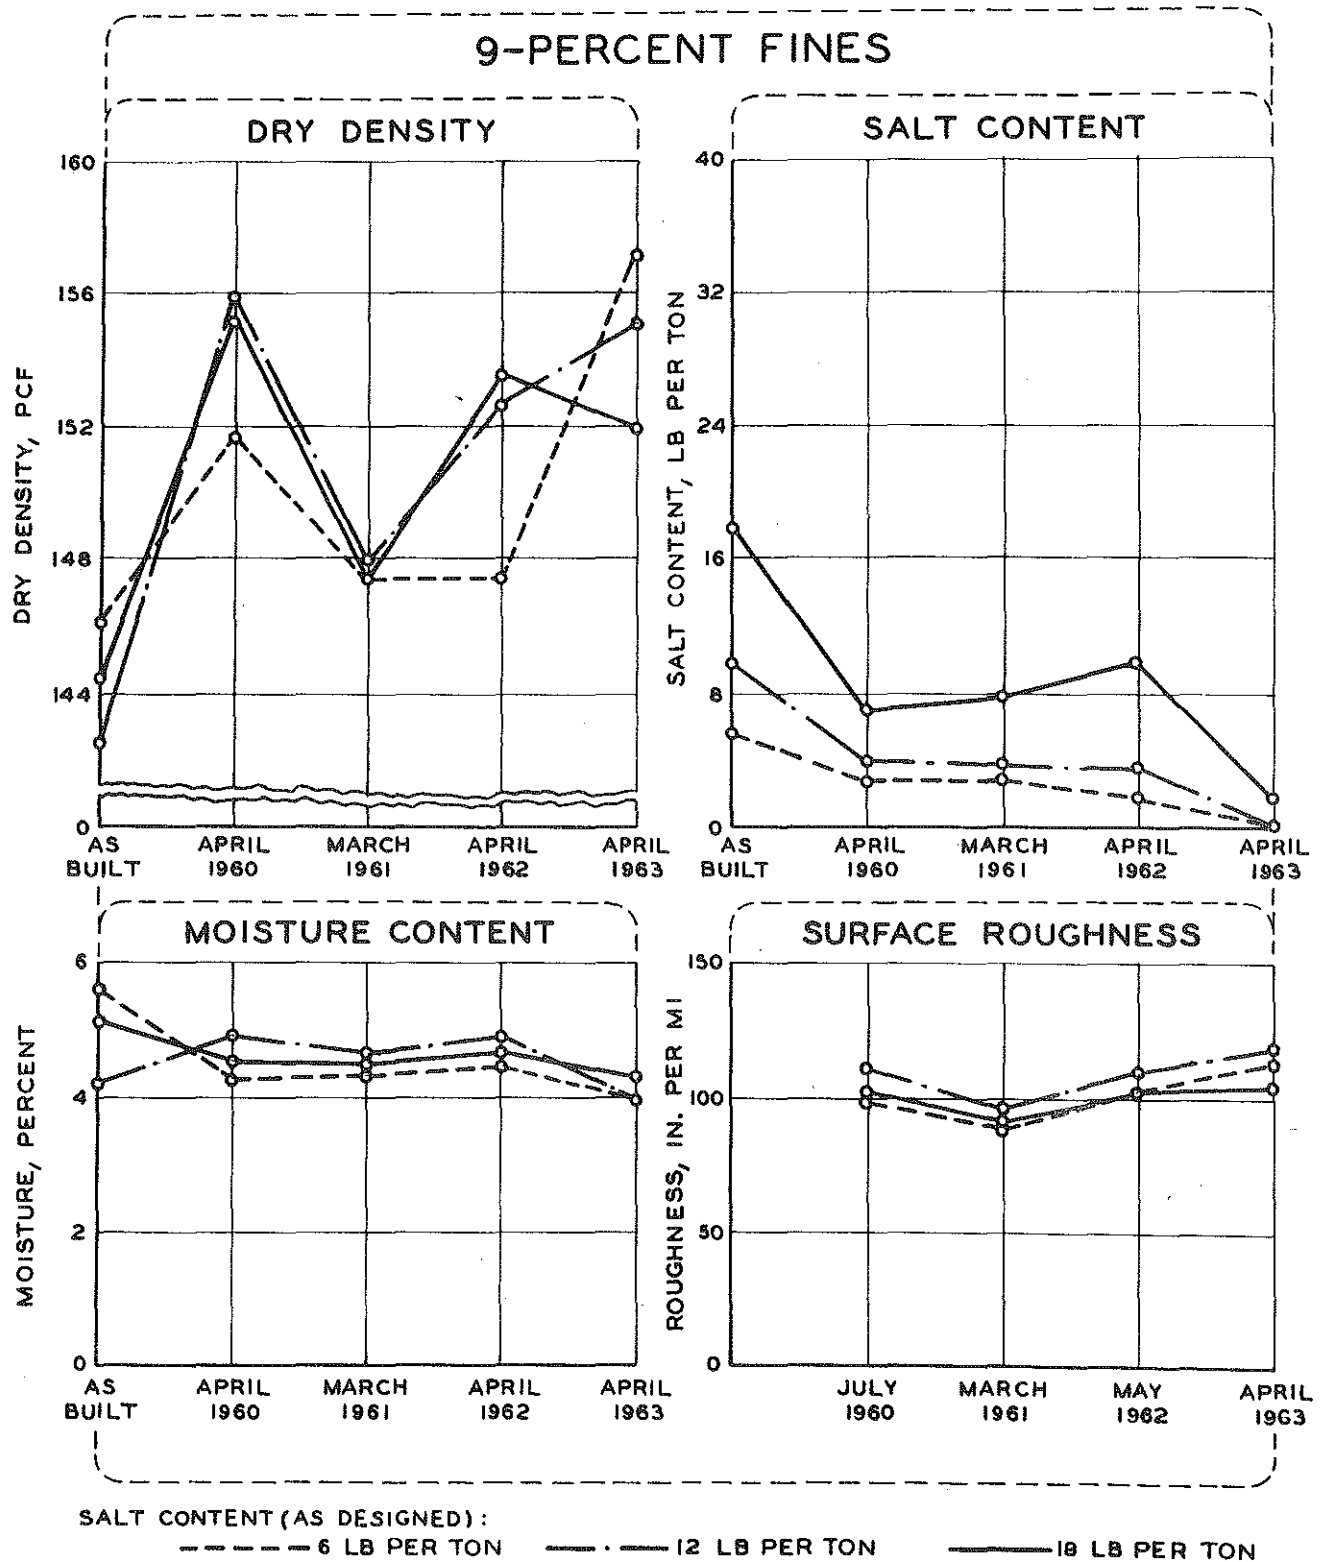 9-PERCENT FINES
DRY DENSITY
160
156
152
148
144
0
DRY DENSITY, PCF
AS BUILT
APRIL 1960
MARCH 1961
APRIL 1962
APRIL 1963
SALT CONTENT
40
32
24
16
8
0
SALT CONTENT, LB PER TON
AS BUILT
APRIL 1960
MARCH 1961
APRIL 1962
APRIL 1963
MOISTURE CONTENT
6
4
2
0
MOISTURE, PERCENT
AS BUILT
APRIL 1960
MARCH 1961
APRIL 1962
APRIL 1963
SURFACE ROUGHNESS
150
100
50
0
ROUGHNESS, IN. PER MI
JULY 1960
MARCH 1961
MAY 1962
APRIL 1963
SALT CONTENT (AS DESIGNED):
6 LB PER TON
12 LB PER TON
18 LB PER TON